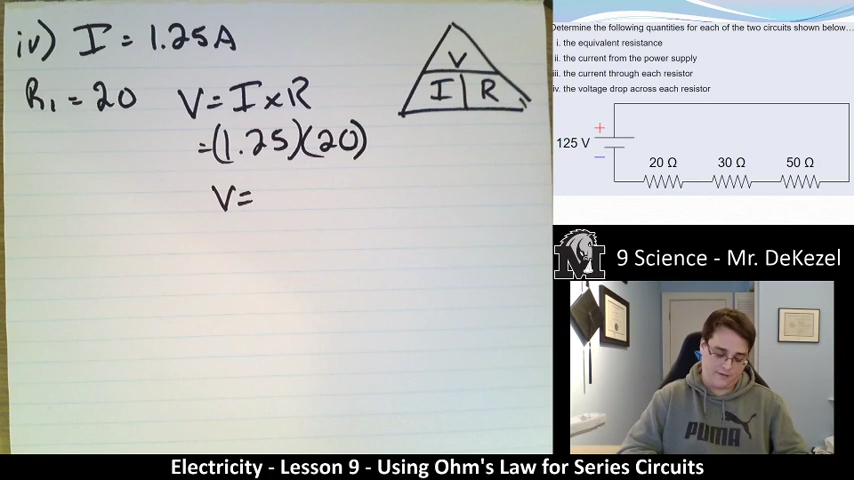 iv) I = 1.25A
R₁ = 20 V = I x R
= (1.25)(20)
V =
V
I R
Determine the following quantities for each of the two circuits shown below...
i. the equivalent resistance
ii. the current from the power supply
iii. the current through each resistor
iv. the voltage drop across each resistor
+
125 V
−
20 Ω 30 Ω 50 Ω
M 9 Science - Mr. DeKezel
PUMA
Electricity - Lesson 9 - Using Ohm's Law for Series Circuits